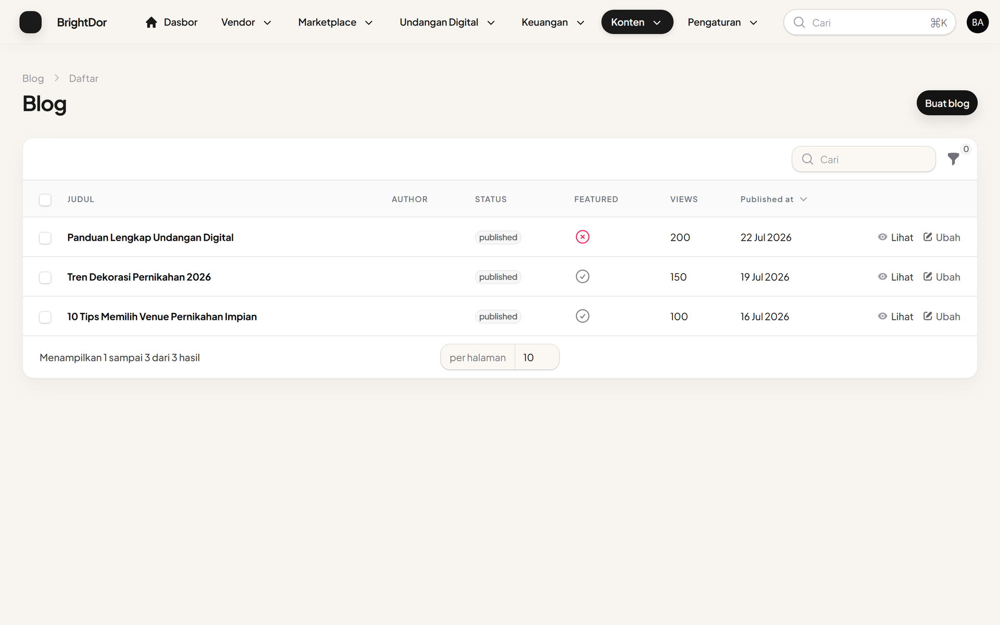 BrightDor Dasbor Vendor Marketplace Undangan Digital Keuangan Konten Pengaturan Cari ⌘K BA
Blog Daftar
Blog
Buat blog
Cari 0
JUDUL AUTHOR STATUS FEATURED VIEWS Published at
Panduan Lengkap Undangan Digital published 200 22 Jul 2026 Lihat Ubah
Tren Dekorasi Pernikahan 2026 published 150 19 Jul 2026 Lihat Ubah
10 Tips Memilih Venue Pernikahan Impian published 100 16 Jul 2026 Lihat Ubah
Menampilkan 1 sampai 3 dari 3 hasil per halaman 10